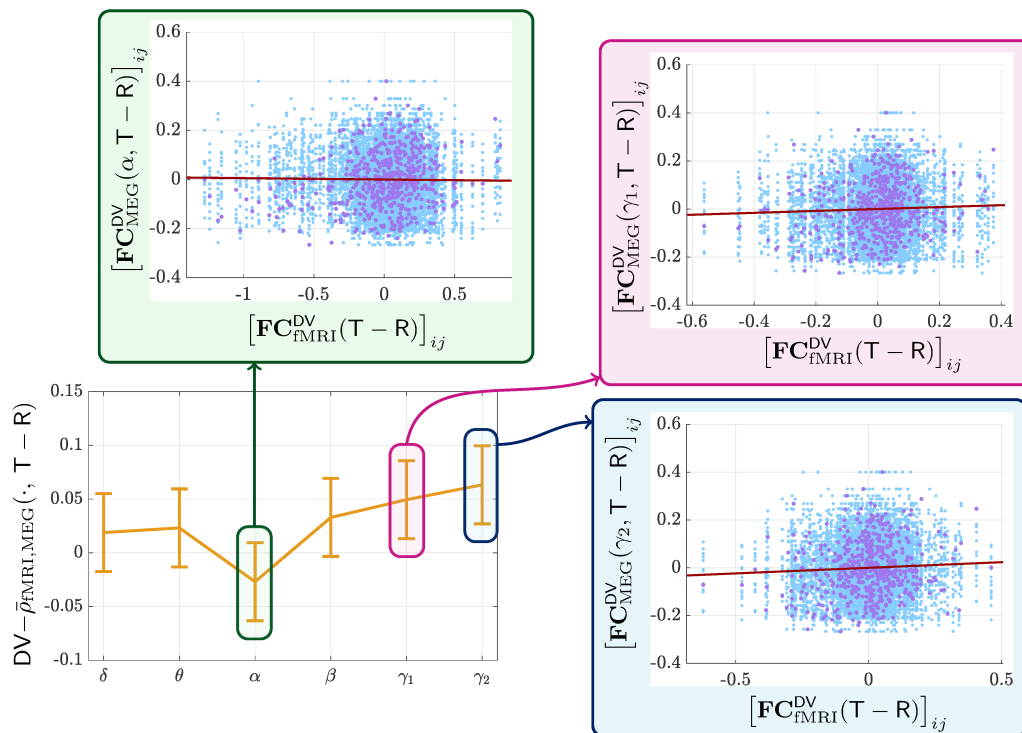 0.6
0.4
0.2
0
-0.2
-0.4
-1
-0.5
0
0.5
[FC^DV_MEG(α, T − R)]_ij
[FC^DV_fMRI(T − R)]_ij
0.6
0.4
0.2
0
-0.2
-0.4
-0.6
-0.4
-0.2
0
0.2
0.4
[FC^DV_MEG(γ₁, T − R)]_ij
[FC^DV_fMRI(T − R)]_ij
0.15
0.1
0.05
0
-0.05
-0.1
δ
θ
α
β
γ₁
γ₂
DV−ρ̄_fMRI,MEG(·, T − R)
0.6
0.4
0.2
0
-0.2
-0.4
-0.5
0
0.5
[FC^DV_MEG(γ₂, T − R)]_ij
[FC^DV_fMRI(T − R)]_ij